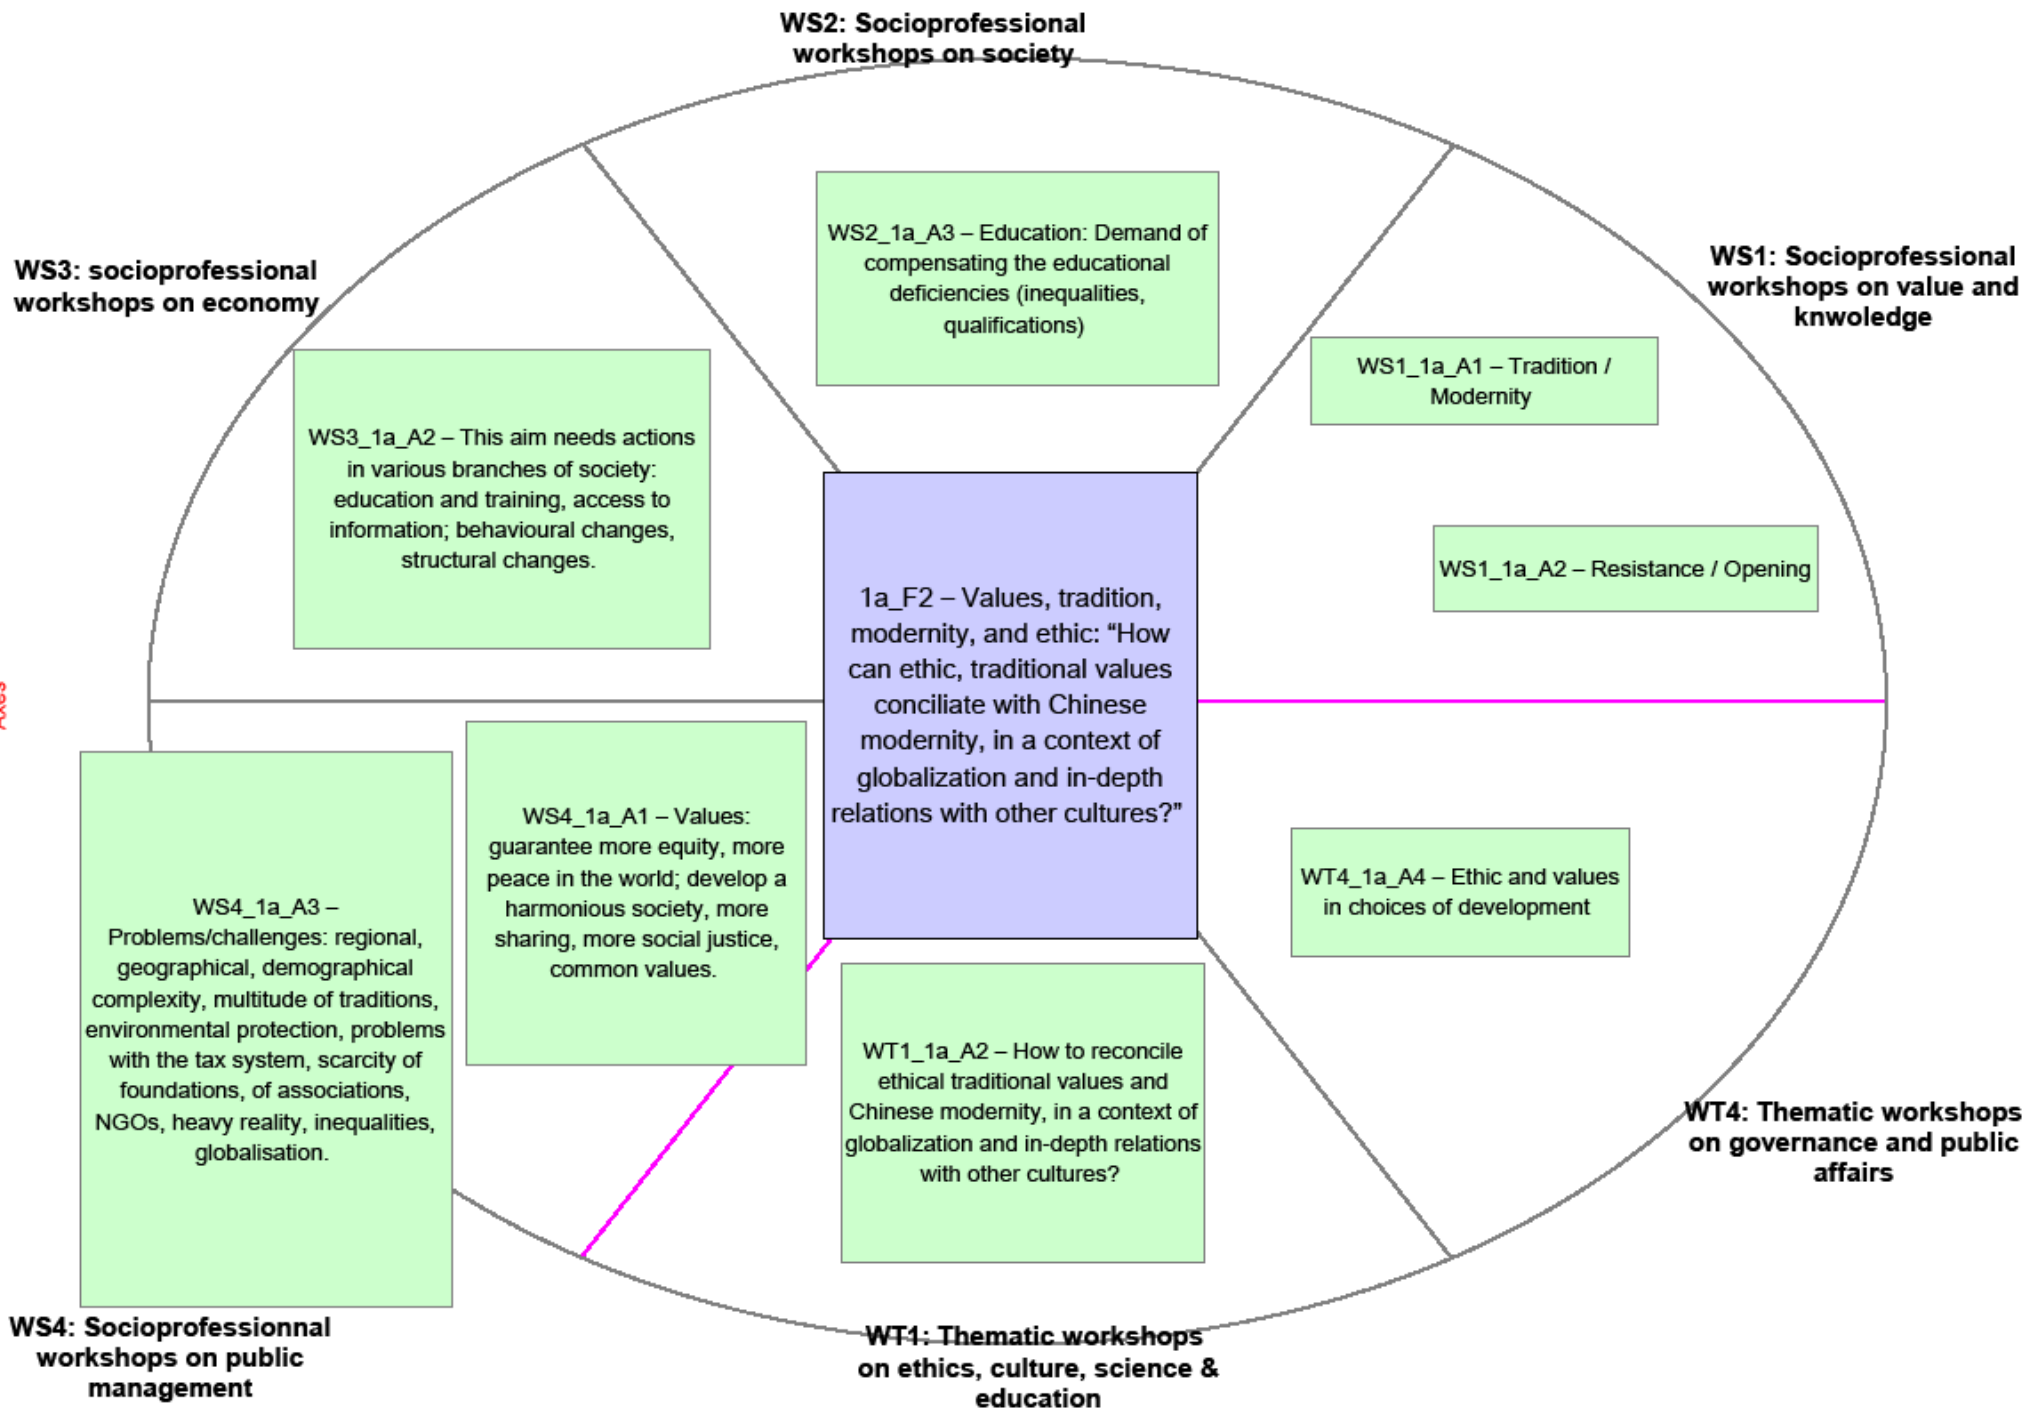 WS2: Socioprofessional
workshops on society
WS3: socioprofessional
workshops on economy
WS1: Socioprofessional
workshops on value and
knwoledge
WS2_1a_A3 – Education: Demand of
compensating the educational
deficiencies (inequalities,
qualifications)
WS1_1a_A1 – Tradition /
Modernity
WS3_1a_A2 – This aim needs actions
in various branches of society:
education and training, access to
information; behavioural changes,
structural changes.
WS1_1a_A2 – Resistance / Opening
1a_F2 – Values, tradition,
modernity, and ethic: “How
can ethic, traditional values
conciliate with Chinese
modernity, in a context of
globalization and in-depth
relations with other cultures?”
Axes
WS4_1a_A1 – Values:
guarantee more equity, more
peace in the world; develop a
harmonious society, more
sharing, more social justice,
common values.
WT4_1a_A4 – Ethic and values
in choices of development
WS4_1a_A3 –
Problems/challenges: regional,
geographical, demographical
complexity, multitude of traditions,
environmental protection, problems
with the tax system, scarcity of
foundations, of associations,
NGOs, heavy reality, inequalities,
globalisation.
WT1_1a_A2 – How to reconcile
ethical traditional values and
Chinese modernity, in a context of
globalization and in-depth relations
with other cultures?
WT4: Thematic workshops
on governance and public
affairs
WS4: Socioprofessionnal
workshops on public
management
WT1: Thematic workshops
on ethics, culture, science &
education